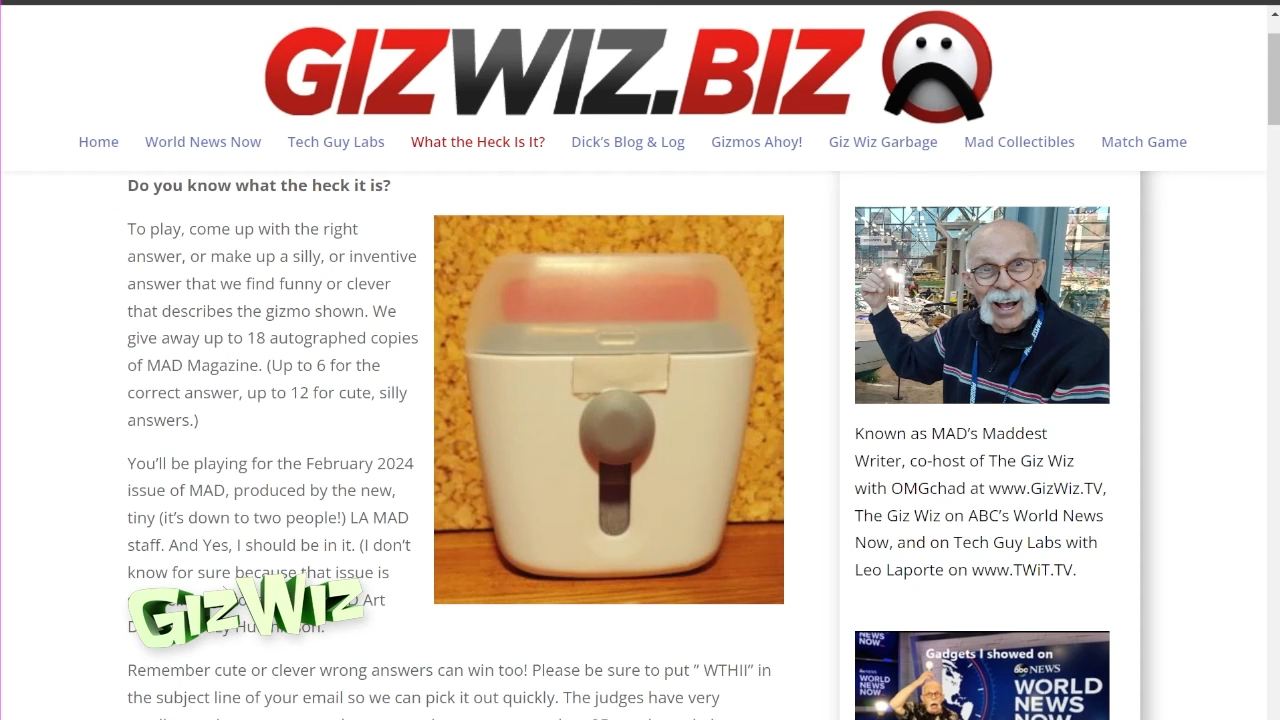 GIZWIZ.BIZ
Home World News Now Tech Guy Labs What the Heck Is It? Dick's Blog & Log Gizmos Ahoy! Giz Wiz Garbage Mad Collectibles Match Game
Do you know what the heck it is?
To play, come up with the right
answer, or make up a silly, or inventive
answer that we find funny or clever
that describes the gizmo shown. We
give away up to 18 autographed copies
of MAD Magazine. (Up to 6 for the
correct answer, up to 12 for cute, silly
answers.)
You'll be playing for the February 2024
issue of MAD, produced by the new,
tiny (it's down to two people!) LA MAD
staff. And Yes, I should be in it. (I don't
know for sure because that issue is
Art
GizWiz
Remember cute or clever wrong answers can win too! Please be sure to put " WTHII" in
the subject line of your email so we can pick it out quickly. The judges have very
Known as MAD's Maddest
Writer, co-host of The Giz Wiz
with OMGchad at www.GizWiz.TV,
The Giz Wiz on ABC's World News
Now, and on Tech Guy Labs with
Leo Laporte on www.TWiT.TV.
NEWS
NOW
Gadgets I showed on
abc NEWS
WORLD
NEWS
NOW
WORLD
NEWS
NOW